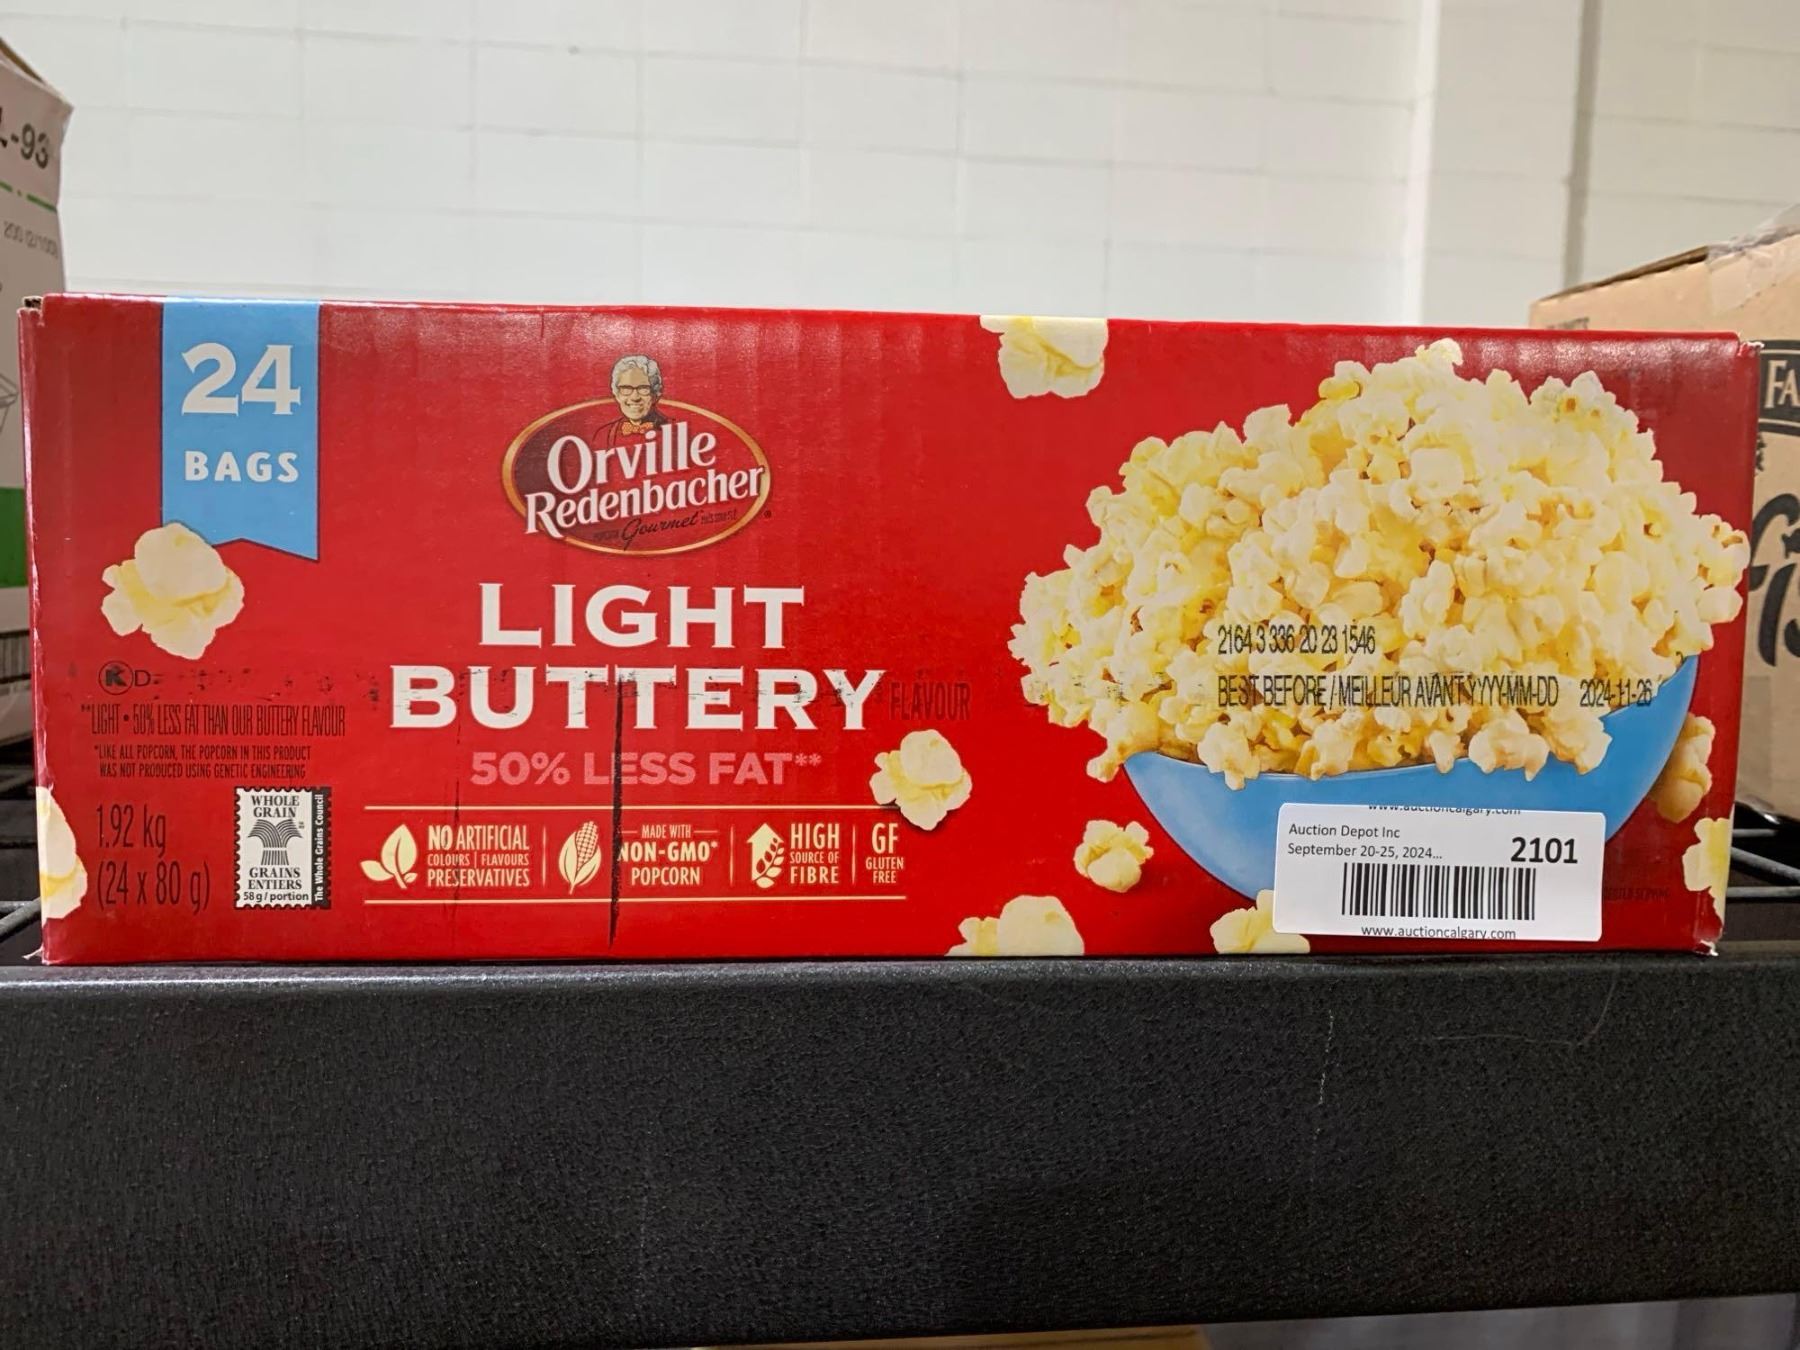 L-93
24
BAGS
Orville
Redenbacher
Gourmet
LIGHT
BUTTERY
FLAVOUR
50% LESS FAT**
KD
**LIGHT • 50% LESS FAT THAN OUR BUTTERY FLAVOUR
*LIKE ALL POPCORN, THE POPCORN IN THIS PRODUCT
WAS NOT PRODUCED USING GENETIC ENGINEERING
1.92 kg
(24 x 80 g)
WHOLE
GRAIN
GRAINS
ENTIERS
58g/portion
The Whole Grains Council
NO ARTIFICIAL
COLOURS | FLAVOURS
PRESERVATIVES
MADE WITH
NON-GMO*
POPCORN
HIGH
SOURCE OF
FIBRE
GF
GLUTEN
FREE
2164 3 336 20 23 1546
BEST BEFORE / MEILLEUR AVANT YYYY-MM-DD 2024-11-26
www.auctioncalgary.com
Auction Depot Inc
September 20-25, 2024...
2101
www.auctioncalgary.com
FA